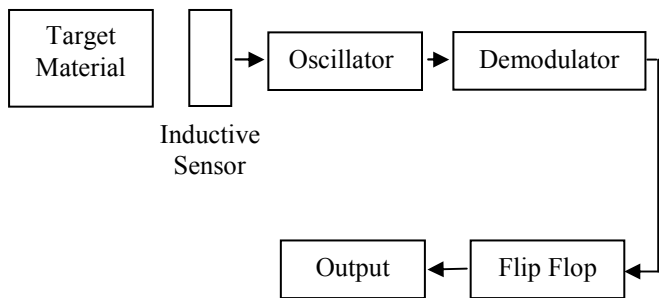 Target
Material
Inductive
Sensor
Oscillator
Demodulator
Output
Flip Flop